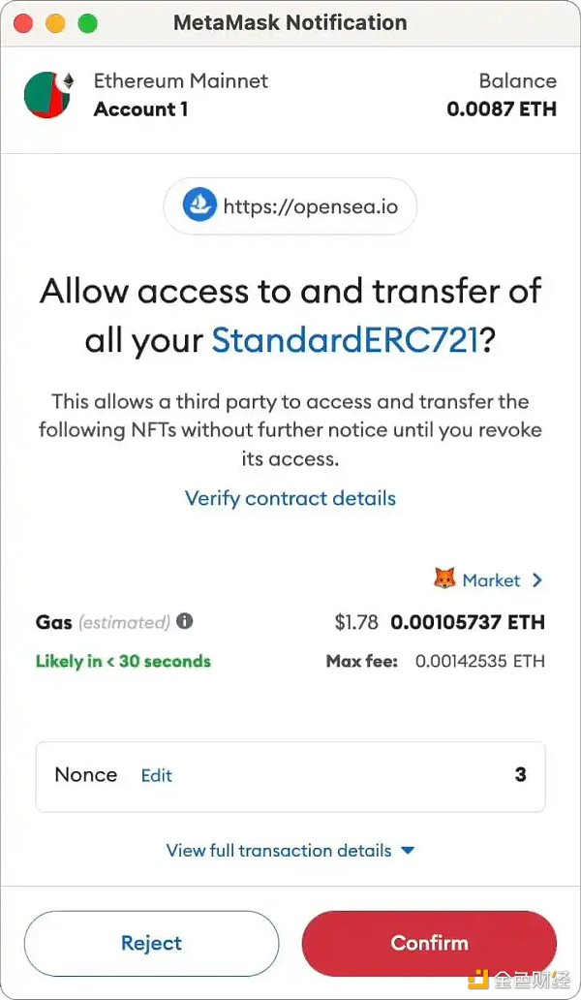 MetaMask Notification
Ethereum Mainnet
Balance
Account 1
0.0087 ETH
https://opensea.io
Allow access to and transfer of
all your StandardERC721?
This allows a third party to access and transfer the
following NFTs without further notice until you revoke
its access.
Verify contract details
Market >
Gas (estimated) $1.78 0.00105737 ETH
Likely in < 30 seconds Max fee: 0.00142535 ETH
Nonce Edit 3
View full transaction details
Reject Confirm
金色财经